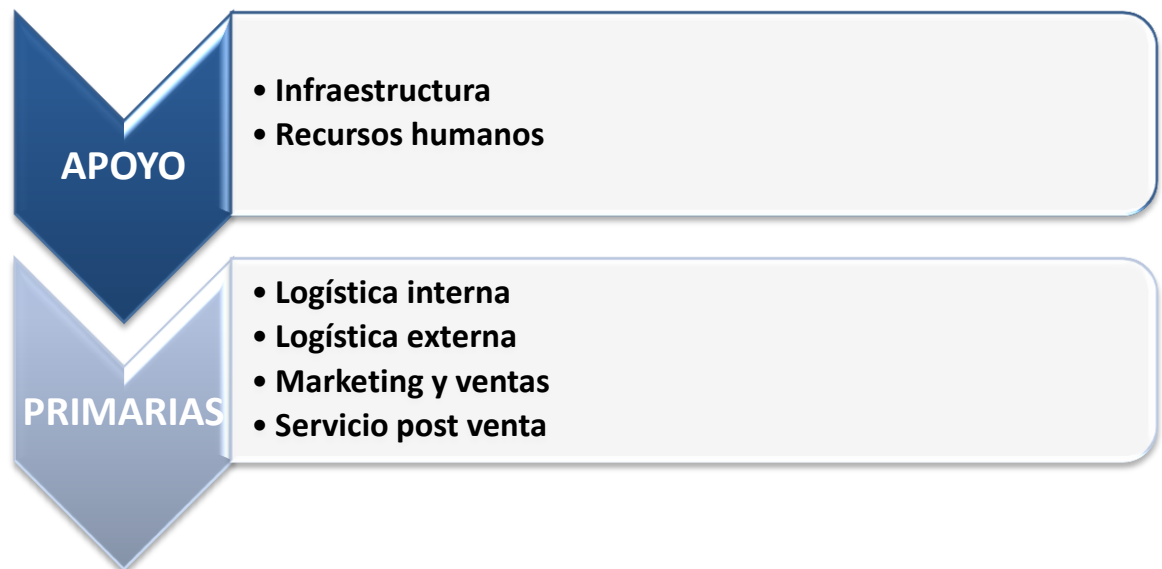 APOYO
• Infraestructura
• Recursos humanos
PRIMARIAS
• Logística interna
• Logística externa
• Marketing y ventas
• Servicio post venta